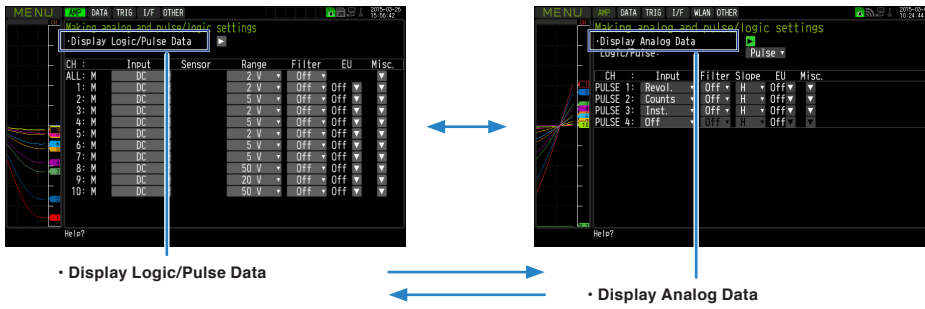 MENU AMP DATA TRIG I/F OTHER 2015-03-26 15:56:42
Making analog and pulse/logic settings
·Display Logic/Pulse Data
CH : Input Sensor Range Filter EU Misc.
ALL: M DC 2 V Off
1: M DC 2 V Off Off
2: M DC 5 V Off Off
3: M DC 2 V Off Off
4: M DC 5 V Off Off
5: M DC 2 V Off Off
6: M DC 5 V Off Off
7: M DC 5 V Off Off
8: M DC 50 V Off Off
9: M DC 20 V Off Off
10: M DC 50 V Off Off
Help?
MENU AMP DATA TRIG I/F WLAN OTHER 10:24:44
Making analog and pulse/logic settings
·Display Analog Data
Logic/Pulse: Pulse
CH : Input Filter Slope EU Misc.
PULSE 1: Revol. Off H Off
PULSE 2: Counts Off H Off
PULSE 3: Inst. Off H Off
PULSE 4: Off Off H Off
Help?
· Display Logic/Pulse Data
· Display Analog Data